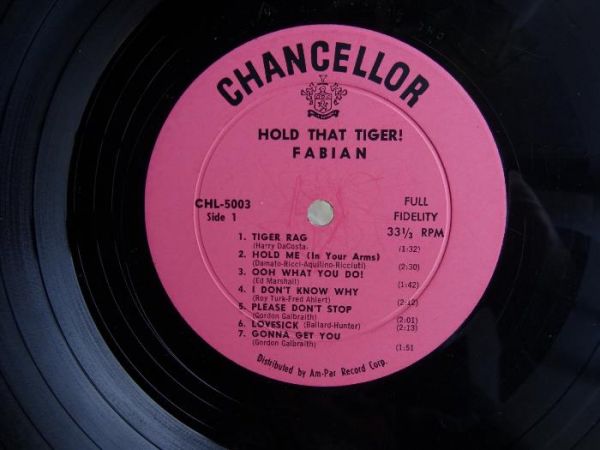 CHANCELLOR
HOLD THAT TIGER!
FABIAN
CHL-5003
Side 1
FULL
FIDELITY
33 1/3 RPM
1. TIGER RAG
(Harry DaCosta. (1:32)
2. HOLD ME (In Your Arms)
(Damato-Ricci-Aquilino-Ricciuti) (2:30)
3. OOH WHAT YOU DO!
(Ed Marshall) (1:42)
4. I DON'T KNOW WHY
(Roy Turk-Fred Ahlert) (2:12)
5. PLEASE DON'T STOP
(Gordon Galbraith) (2:01)
6. LOVESICK (Ballard-Hunter) (2:13)
7. GONNA GET YOU
(Gordon Galbraith) (1:51
Distributed by Am-Par Record Corp.